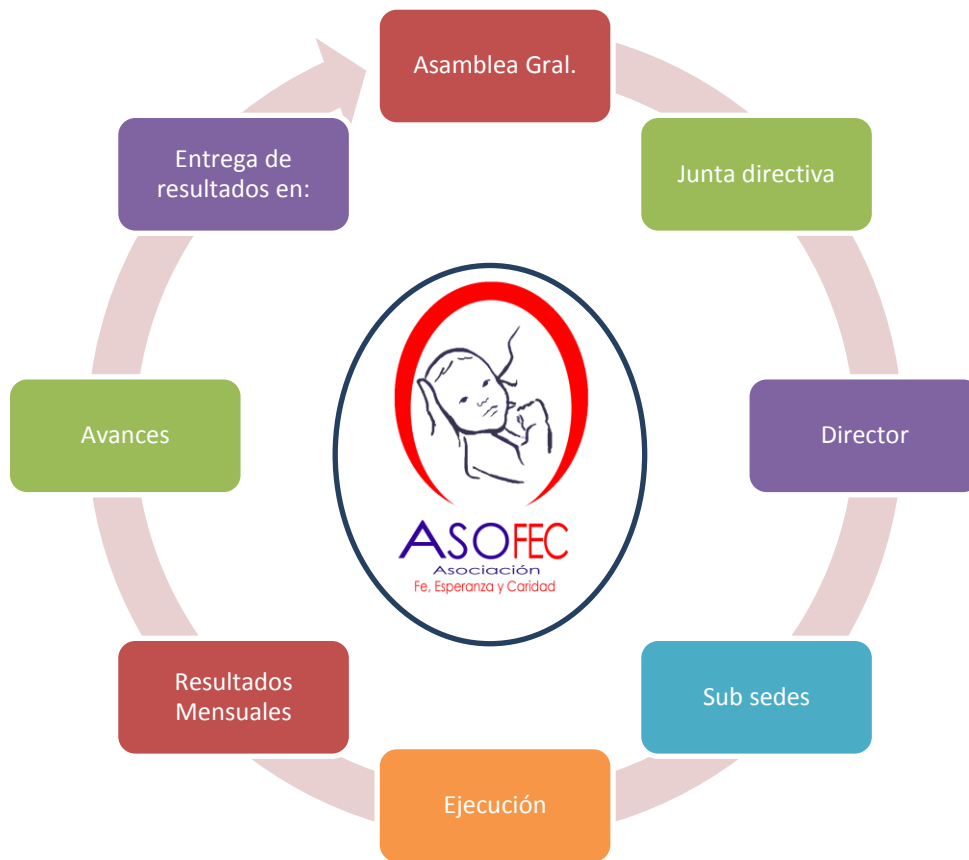 Asamblea Gral.
Junta directiva
Director
Sub sedes
Ejecución
Resultados
Mensuales
Avances
Entrega de
resultados en:
ASOFEC
Asociación
Fe, Esperanza y Caridad